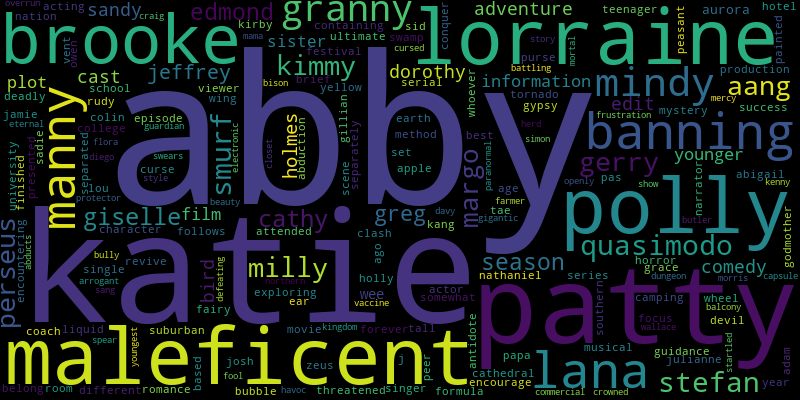 overrun craig acting sandy edmond kirby containing granny sid adventure teenager aurora hotel
nation brooke vent owen sister mama ultimate festival swamp cursed conquer lorraine story purse mortal peasant painted
plot cast jeffrey kimmy dorothy serial information battling mindy production aang
deadly school viewer wing brief bison yellow whoever tornado gypsy edit mercy success
jamie rudy colin episode guardian holmes abduction gillian earth method best herd simon mystery frustration banning
eternal manny college swears electronic smurf abby closet separately set apple paranormal younger
sadie diego separated flora curse style beauty scene margo age gerry pas narrator abigail
university finished presented protector lou giselle film cathy greg tae openly show kenny
perseus encountering abducts character follows attended clash davy gigantic farmer polly butler godmother
bully single revive bird ago kang season quasimodo
arrogant sang katie defeating northern milly holly wee actor somewhat nathaniel series horror grace comedy
fairy exploring ear vaccine southern camping dungeon wheel morris capsule
coach liquid suburban movie kingdom forever tall antidote patty focus wallace devil balcony
spear youngest maleficent josh zeus j peer papa musical guidance startled
belong room different romance based fool bubble havoc threatened singer encourage cathedral lana julianne year adam
formula commercial crowned stefan